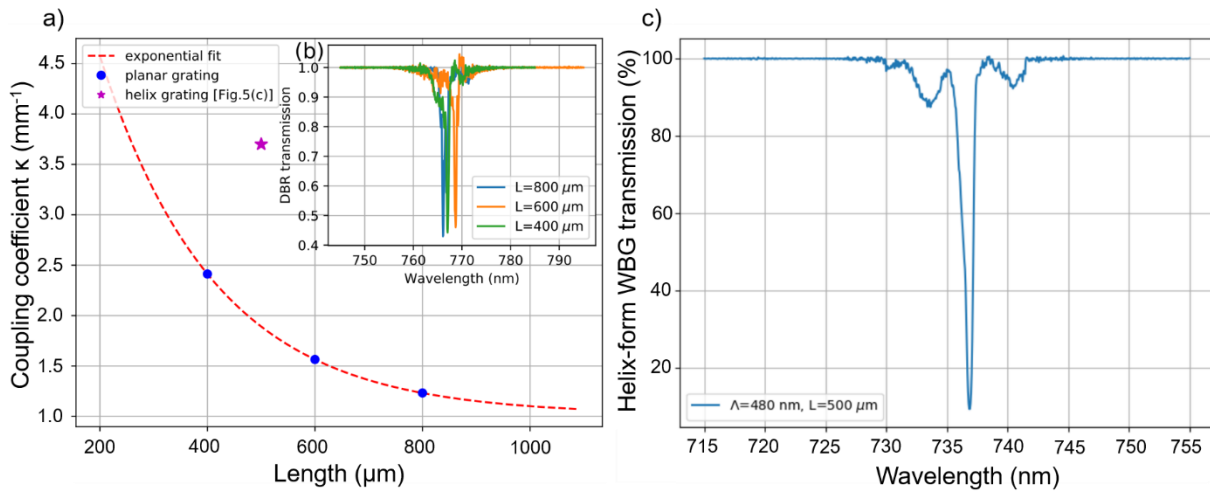 a)
exponential fit
planar grating
helix grating [Fig.5(c)]
4.5
4.0
3.5
3.0
2.5
2.0
1.5
1.0
Coupling coefficient κ (mm⁻¹)
200
400
600
800
1000
Length (μm)
(b)
1.0
0.9
0.8
0.7
0.6
0.5
0.4
DBR transmission
L=800 μm
L=600 μm
L=400 μm
750
760
770
780
790
Wavelength (nm)
c)
100
80
60
40
20
Helix-form WBG transmission (%)
Λ=480 nm, L=500 μm
715
720
725
730
735
740
745
750
755
Wavelength (nm)